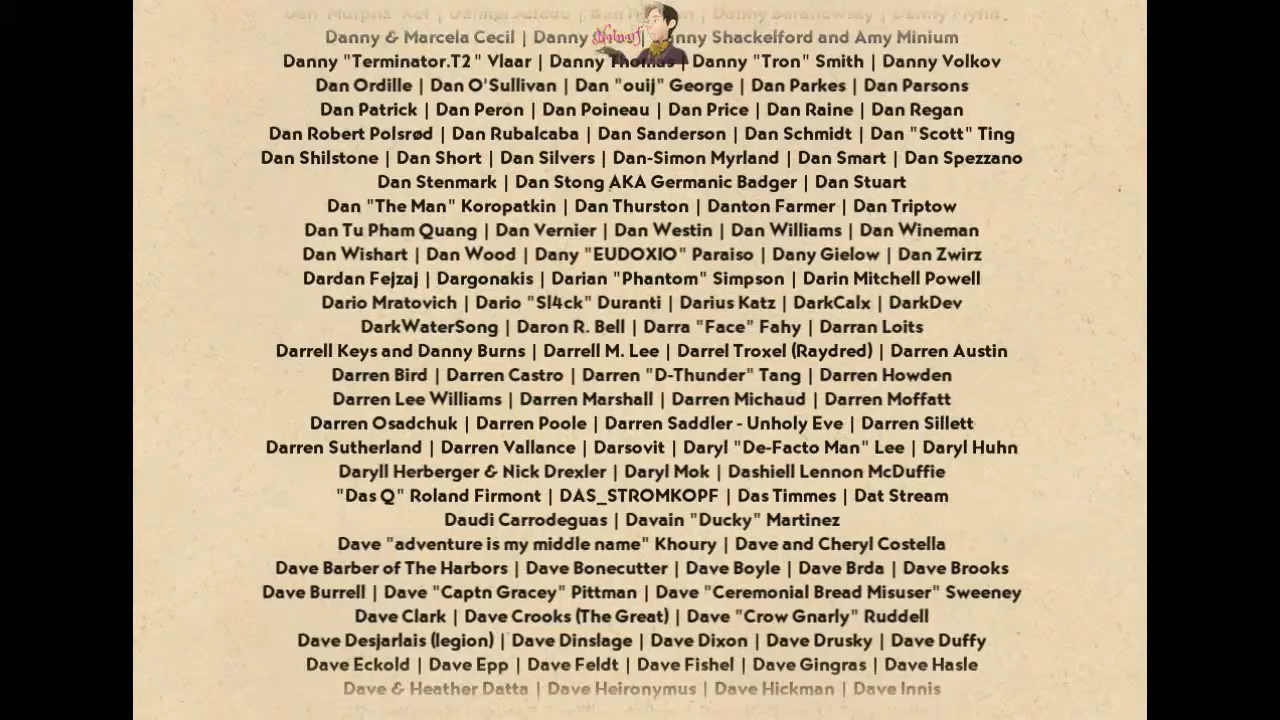 Danny & Marcela Cecil | Danny Shackelford and Amy Minium
Danny "Terminator.T2" Vlaar | Danny Thomas | Danny "Tron" Smith | Danny Volkov
Dan Ordille | Dan O'Sullivan | Dan "ouij" George | Dan Parkes | Dan Parsons
Dan Patrick | Dan Peron | Dan Poineau | Dan Price | Dan Raine | Dan Regan
Dan Robert Polsrød | Dan Rubalcaba | Dan Sanderson | Dan Schmidt | Dan "Scott" Ting
Dan Shilstone | Dan Short | Dan Silvers | Dan-Simon Myrland | Dan Smart | Dan Spezzano
Dan Stenmark | Dan Stong AKA Germanic Badger | Dan Stuart
Dan "The Man" Koropatkin | Dan Thurston | Danton Farmer | Dan Triptow
Dan Tu Pham Quang | Dan Vernier | Dan Westin | Dan Williams | Dan Wineman
Dan Wishart | Dan Wood | Dany "EUDOXIO" Paraiso | Dany Gielow | Dan Zwirz
Dardan Fejzaj | Dargonakis | Darian "Phantom" Simpson | Darin Mitchell Powell
Dario Mratovich | Dario "Sl4ck" Duranti | Darius Katz | DarkCalx | DarkDev
DarkWaterSong | Daron R. Bell | Darra "Face" Fahy | Darran Loits
Darrell Keys and Danny Burns | Darrell M. Lee | Darrel Troxel (Raydred) | Darren Austin
Darren Bird | Darren Castro | Darren "D-Thunder" Tang | Darren Howden
Darren Lee Williams | Darren Marshall | Darren Michaud | Darren Moffatt
Darren Osadchuk | Darren Poole | Darren Saddler - Unholy Eve | Darren Sillett
Darren Sutherland | Darren Vallance | Darsovit | Daryl "De-Facto Man" Lee | Daryl Huhn
Daryll Herberger & Nick Drexler | Daryl Mok | Dashiell Lennon McDuffie
"Das Q" Roland Firmont | DAS_STROMKOPF | Das Timmes | Dat Stream
Daudi Carrodeguas | Davain "Ducky" Martinez
Dave "adventure is my middle name" Khoury | Dave and Cheryl Costella
Dave Barber of The Harbors | Dave Bonecutter | Dave Boyle | Dave Brda | Dave Brooks
Dave Burrell | Dave "Captn Gracey" Pittman | Dave "Ceremonial Bread Misuser" Sweeney
Dave Clark | Dave Crooks (The Great) | Dave "Crow Gnarly" Ruddell
Dave Desjarlais (legion) | Dave Dinslage | Dave Dixon | Dave Drusky | Dave Duffy
Dave Eckold | Dave Epp | Dave Feldt | Dave Fishel | Dave Gingras | Dave Hasle
Dave & Heather Datta | Dave Heironymus | Dave Hickman | Dave Innis